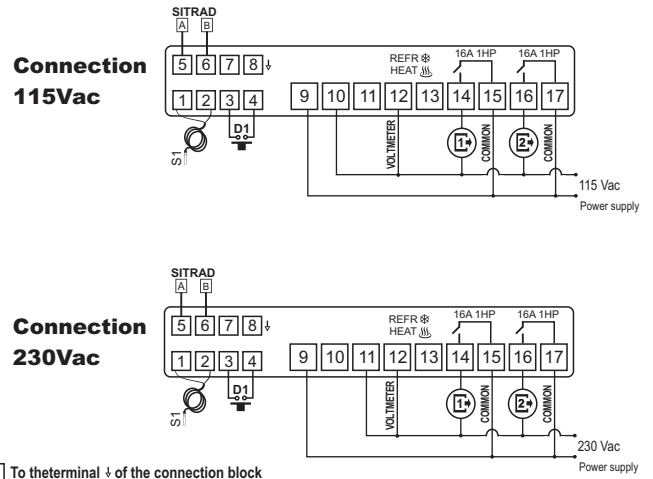 SITRAD
A B
Connection
115Vac
5 6 7 8
1 2 3 4
D1
S1
REFR
HEAT
16A 1HP 16A 1HP
9 10 11 12 13 14 15 16 17
VOLTMETER
1
COMMON
2
COMMON
115 Vac
Power supply
SITRAD
A B
Connection
230Vac
5 6 7 8
1 2 3 4
D1
S1
REFR
HEAT
16A 1HP 16A 1HP
9 10 11 12 13 14 15 16 17
VOLTMETER
1
COMMON
2
COMMON
230 Vac
Power supply
To theterminal of the connection block